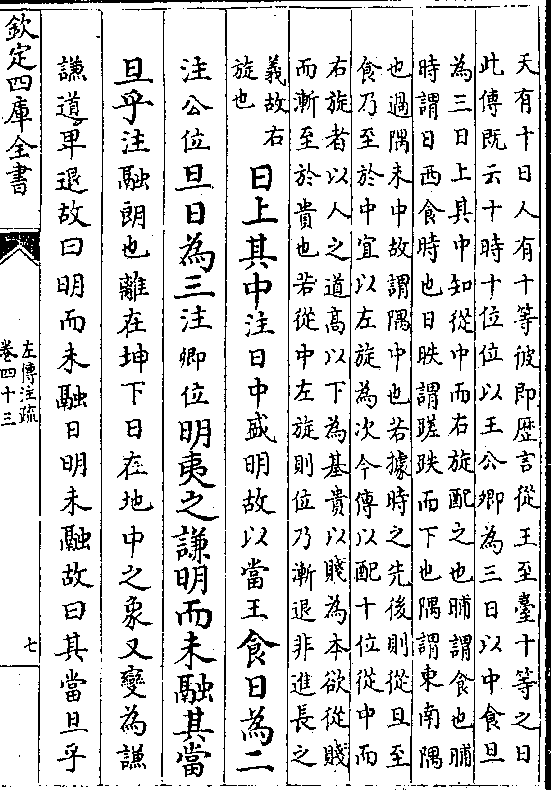 天有十日人有十等彼即歴言從王至臺十等之日
此傳既云十時十位位以王公卿為三日以中食旦
為三日上其中知從中而右旋配之也晡謂食也晡
時謂日西食時也日昳謂蹉跌而下也隅謂東南隅
也過隅未中故謂隅中也若據時之先後則從旦至
食乃至於中宜以左旋為次今傳以配十位從中而
右旋者以人之道髙以下為基貴以賤為本欲從賤
而漸至於貴也若從中左旋則位乃漸退非進長之
義故右
旋也
日上其中注日中盛明故以當王食日為二
注公位旦日為三注卿位明夷之謙明而未融其當
旦乎注融朗也離在坤下日在地中之象又變為謙
謙道卑退故曰明而未融日明未融故曰其當旦乎
欽定四庫全書
左傳注疏
卷四十三
七